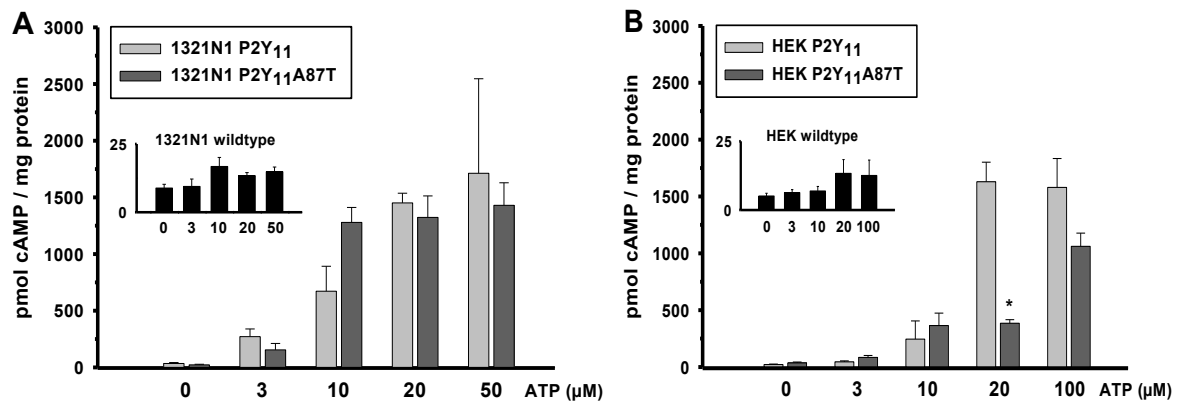 A
pmol cAMP / mg protein
3000
2500
2000
1500
1000
500
0
1321N1 P2Y11
1321N1 P2Y11A87T
1321N1 wildtype
25
0
0 3 10 20 50
0 3 10 20 50 ATP (µM)
B
pmol cAMP / mg protein
3000
2500
2000
1500
1000
500
0
HEK P2Y11
HEK P2Y11A87T
HEK wildtype
25
0
0 3 10 20 100
*
0 3 10 20 100 ATP (µM)